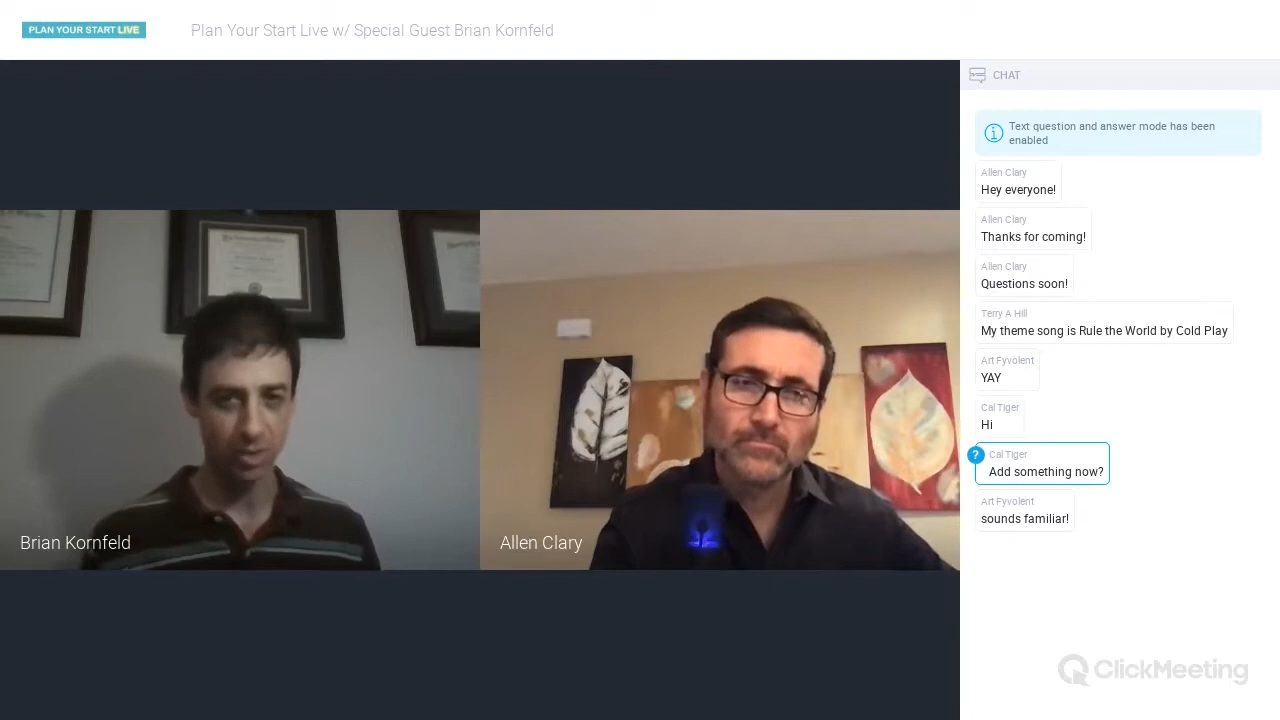 PLAN YOUR START LIVE
Plan Your Start Live w/ Special Guest Brian Kornfeld
CHAT
Text question and answer mode has been
enabled
Allen Clary
Hey everyone!
Allen Clary
Thanks for coming!
Allen Clary
Questions soon!
Terry A Hill
My theme song is Rule the World by Cold Play
Art Fyvolent
YAY
Cal Tiger
Hi
?
Cal Tiger
Add something now?
Art Fyvolent
sounds familiar!
Brian Kornfeld
Allen Clary
ClickMeeting